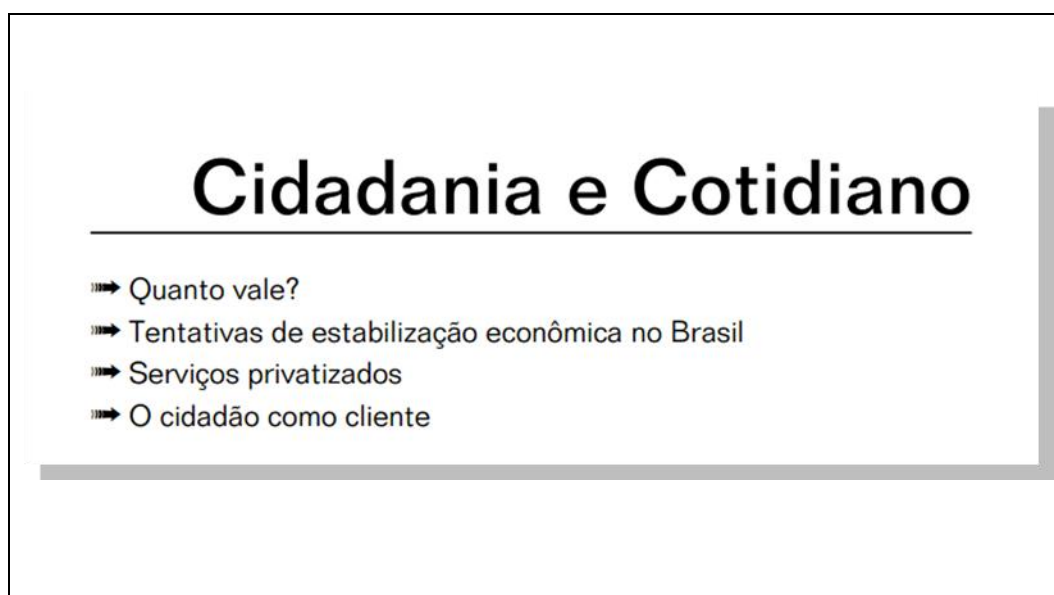 Cidadania e Cotidiano
➠ Quanto vale?
➠ Tentativas de estabilização econômica no Brasil
➠ Serviços privatizados
➠ O cidadão como cliente